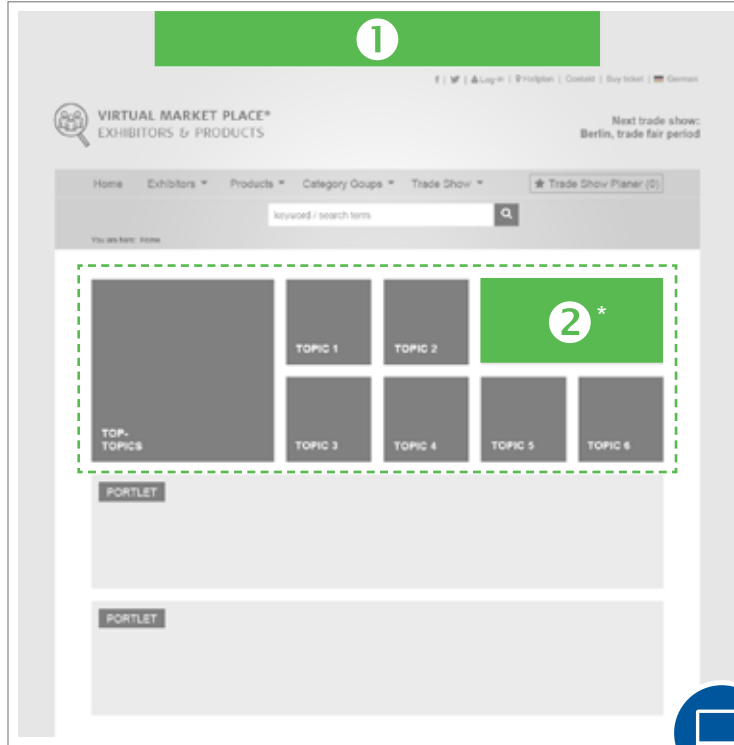 1
f | | Log-in | Hallplan | Contakt | Buy ticket | German
VIRTUAL MARKET PLACE*
EXHIBITORS & PRODUCTS
Next trade show:
Berlin, trade fair period
Home Exhibitors Products Category Goups Trade Show Trade Show Planer (0)
keyword / search term
You are here: Home
2 *
TOPIC 1 TOPIC 2
TOP-
TOPICS TOPIC 3 TOPIC 4 TOPIC 5 TOPIC 6
PORTLET
PORTLET